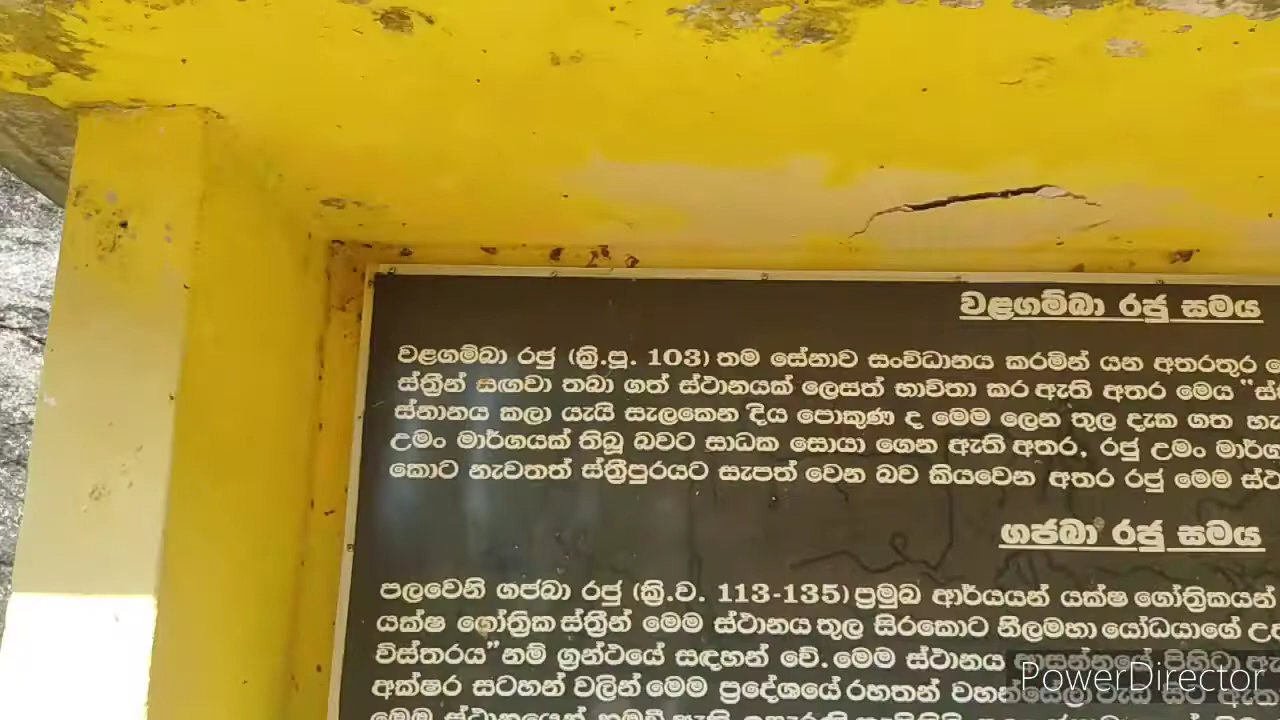 වළගම්බා රජු සමය
වළගම්බා රජු (ක්‍රි.පූ. 103) තම සේනාව සංවිධානය කරමින් යන අතරතුර
ස්ත්‍රීන් සඟවා තබා ගත් ස්ථානයක් ලෙසත් භාවිතා කර ඇති අතර මෙය "ස්
ස්නානය කලා යැයි සැලකෙන දිය පොකුණ ද මෙම ලෙන තුල දැක ගත හැ
උමං මාර්ගයක් තිබූ බවට සාධක සොයා ගෙන ඇති අතර, රජු උමං මාර්ග
කොට නැවතත් ස්ත්‍රීපුරයට සැපත් වෙන බව කියවෙන අතර රජු මෙම ස්ථ
ගජබා රජු සමය
පලවෙනි ගජබා රජු (ක්‍රි.ව. 113-135) ප්‍රමුඛ ආර්යයන් යක්ෂ ගෝත්‍රිකයන්
යක්ෂ ගෝත්‍රික ස්ත්‍රීන් මෙම ස්ථානය තුල සිරකොට නීලමහා යෝධයාගේ
විස්තරය" නම් ග්‍රන්ථයේ සඳහන් වේ. මෙම ස්ථානය ආසන්නයේ පිහිටා
අක්ෂර සටහන් වලින් මෙම ප්‍රදේශයේ රහතන් වහන්සේලා වැඩ සිට
මෙම ස්ථානයෙන්
PowerDirector